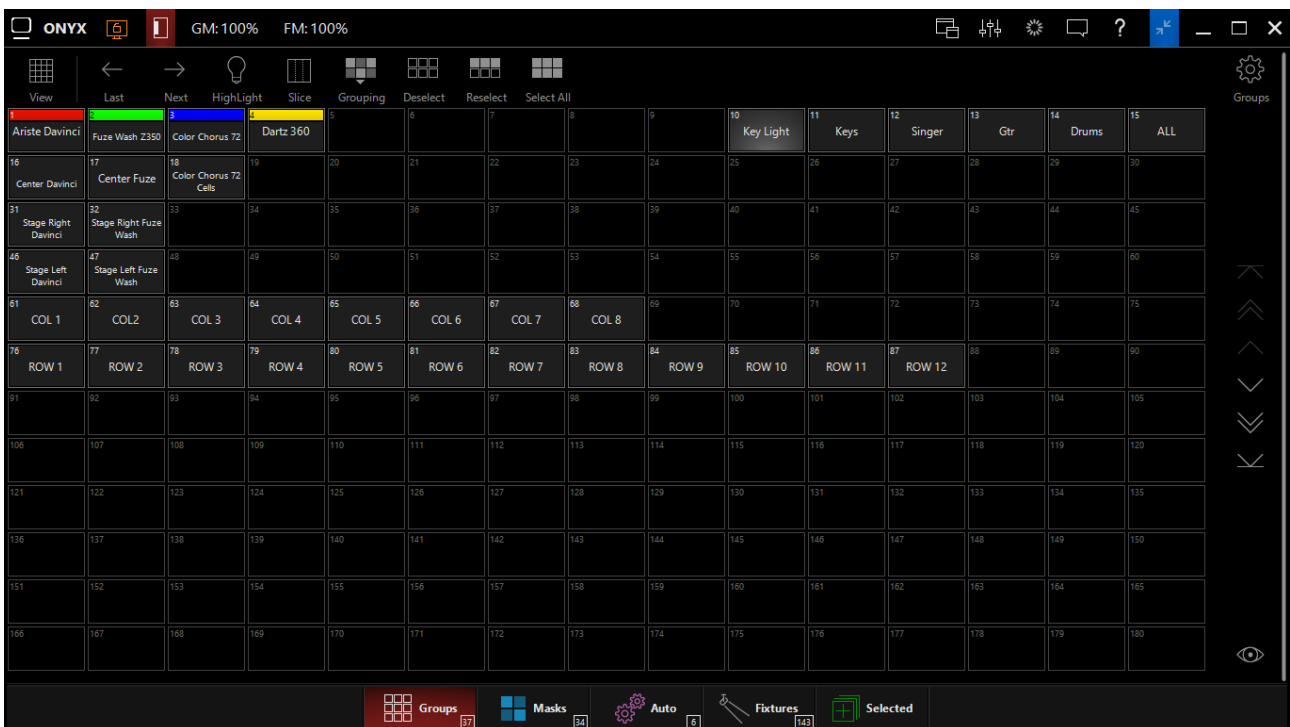 ONYX 6 GM: 100% FM: 100% ?
View Last Next HighLight Slice Grouping Deselect Reselect Select All Groups
1 2 3 4 5 6 7 8 9 10 11 12 13 14 15
Ariste Davinci Fuze Wash Z350 Color Chorus 72 Dartz 360 Key Light Keys Singer Gtr Drums ALL
16 17 18 19 20 21 22 23 24 25 26 27 28 29 30
Center Davinci Center Fuze Color Chorus 72
Cells
31 32 33 34 35 36 37 38 39 40 41 42 43 44 45
Stage Right Stage Right Fuze
Davinci Wash
46 47 48 49 50 51 52 53 54 55 56 57 58 59 60
Stage Left Stage Left Fuze
Davinci Wash
61 62 63 64 65 66 67 68 69 70 71 72 73 74 75
COL 1 COL2 COL 3 COL 4 COL 5 COL 6 COL 7 COL 8
76 77 78 79 80 81 82 83 84 85 86 87 88 89 90
ROW 1 ROW 2 ROW 3 ROW 4 ROW 5 ROW 6 ROW 7 ROW 8 ROW 9 ROW 10 ROW 11 ROW 12
91 92 93 94 95 96 97 98 99 100 101 102 103 104 105
106 107 108 109 110 111 112 113 114 115 116 117 118 119 120
121 122 123 124 125 126 127 128 129 130 131 132 133 134 135
136 137 138 139 140 141 142 143 144 145 146 147 148 149 150
151 152 153 154 155 156 157 158 159 160 161 162 163 164 165
166 167 168 169 170 171 172 173 174 175 176 177 178 179 180
Groups 37 Masks 34 Auto 6 Fixtures 143 Selected